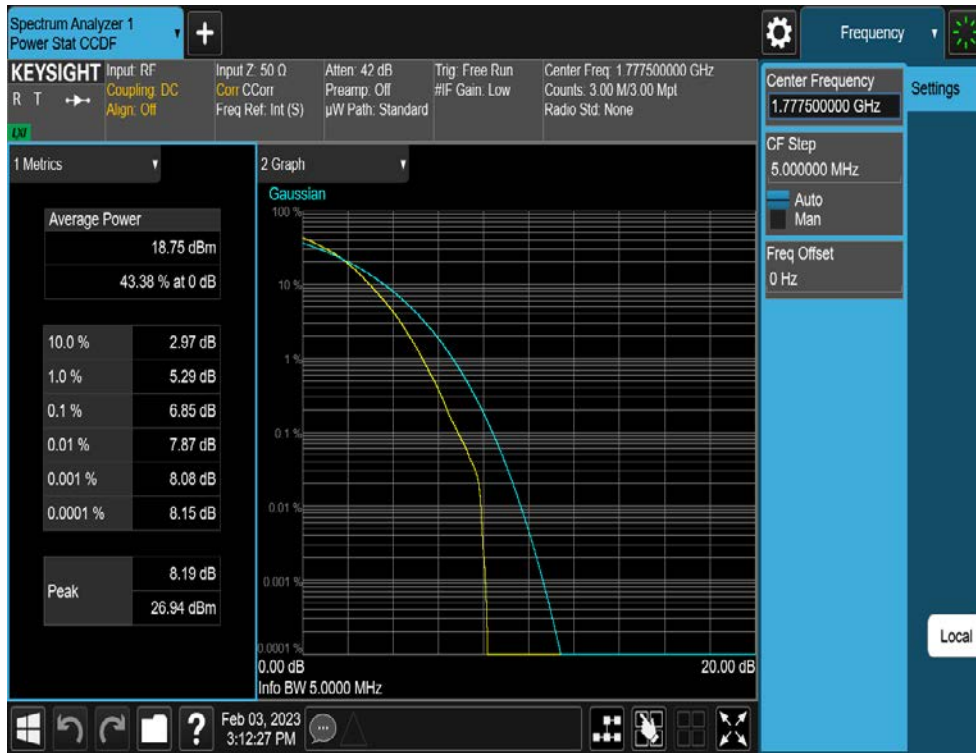 Spectrum Analyzer 1
Power Stat CCDF
+
Frequency
KEYSIGHT
R T
LXI
Input: RF
Coupling: DC
Align: Off
Input Z: 50 Ω
Corr CCorr
Freq Ref: Int (S)
Atten: 42 dB
Preamp: Off
µW Path: Standard
Trig: Free Run
#IF Gain: Low
Center Freq: 1.777500000 GHz
Counts: 3.00 M/3.00 Mpt
Radio Std: None
Center Frequency
1.777500000 GHz
Settings
CF Step
5.000000 MHz
Auto
Man
Freq Offset
0 Hz
1 Metrics
Average Power
18.75 dBm
43.38 % at 0 dB
10.0 % 2.97 dB
1.0 % 5.29 dB
0.1 % 6.85 dB
0.01 % 7.87 dB
0.001 % 8.08 dB
0.0001 % 8.15 dB
Peak
8.19 dB
26.94 dBm
2 Graph
Gaussian
100 %
10 %
1 %
0.1 %
0.01 %
0.001 %
0.0001 %
0.00 dB 20.00 dB
Info BW 5.0000 MHz
Local
?
Feb 03, 2023
3:12:27 PM